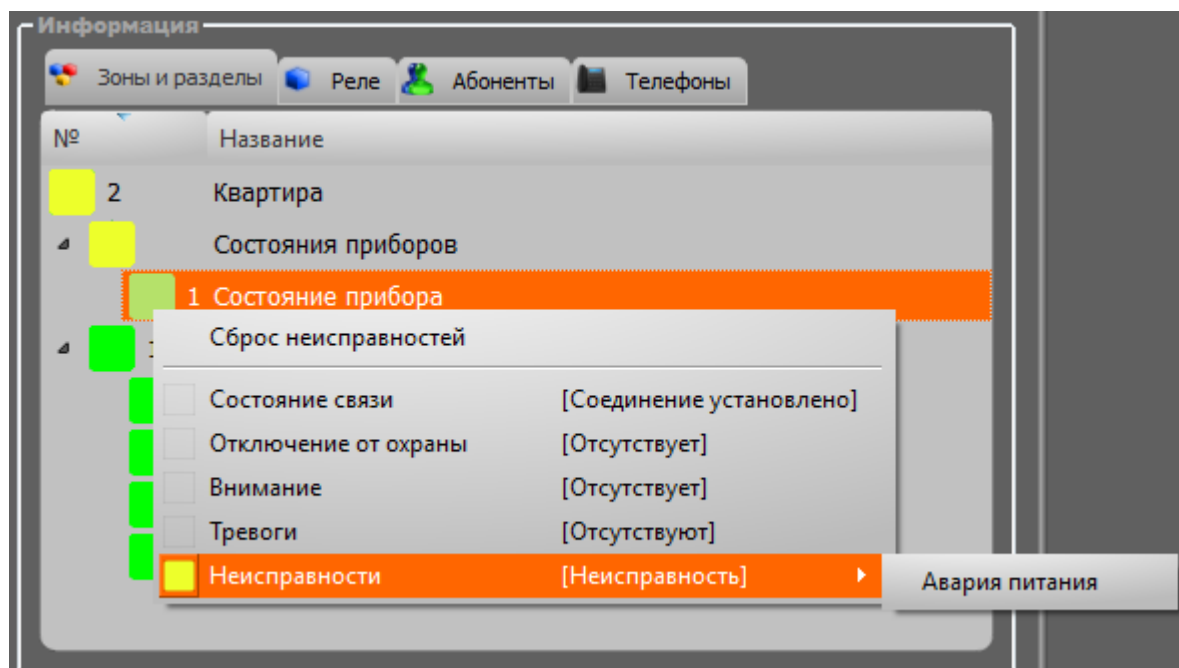 Информация
Зоны и разделы Реле Абоненты Телефоны
№ Название
2 Квартира
Состояния приборов
1 Состояние прибора
Сброс неисправностей
Состояние связи [Соединение установлено]
Отключение от охраны [Отсутствует]
Внимание [Отсутствует]
Тревоги [Отсутствуют]
Неисправности [Неисправность]
Авария питания